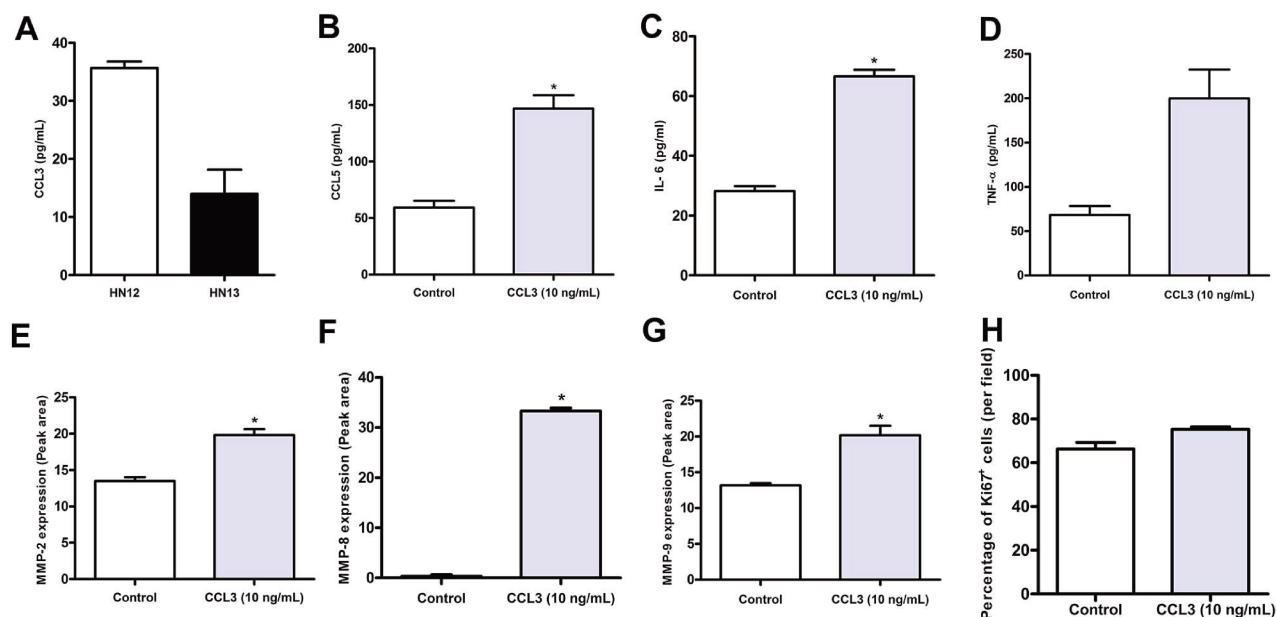 A
CCL3 (pg/mL)
40
30
20
10
0
HN12
HN13
B
CCL5 (pg/mL)
200
150
100
50
0
*
Control
CCL3 (10 ng/mL)
C
IL- 6 (pg/ml)
80
60
40
20
0
*
Control
CCL3 (10 ng/mL)
D
TNF-α (pg/mL)
250
200
150
100
50
0
Control
CCL3 (10 ng/mL)
E
MMP-2 expression (Peak area)
25
20
15
10
5
0
*
Control
CCL3 (10 ng/mL)
F
MMP-8 expression (Peak area)
40
30
20
10
0
*
Control
CCL3 (10 ng/mL)
G
MMP-9 expression (Peak area)
25
20
15
10
5
0
*
Control
CCL3 (10 ng/mL)
H
Percentage of Ki67⁺ cells (per field)
100
80
60
40
20
0
Control
CCL3 (10 ng/mL)